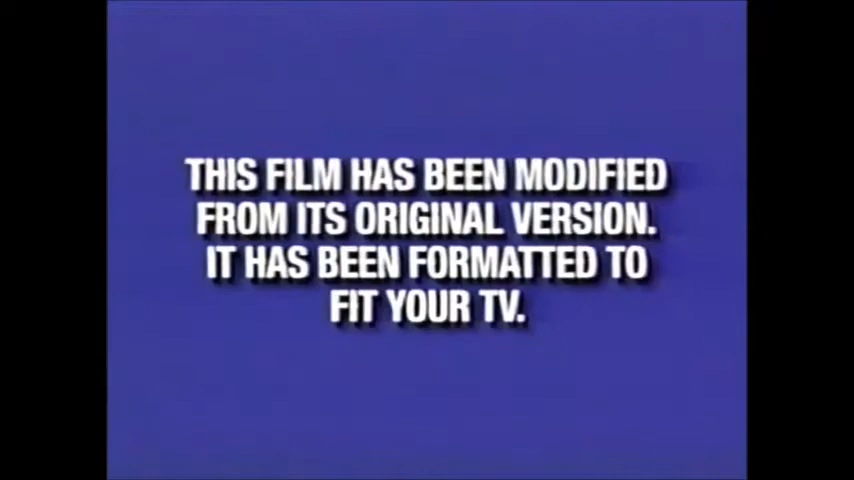 THIS FILM HAS BEEN MODIFIED
FROM ITS ORIGINAL VERSION.
IT HAS BEEN FORMATTED TO
FIT YOUR TV.